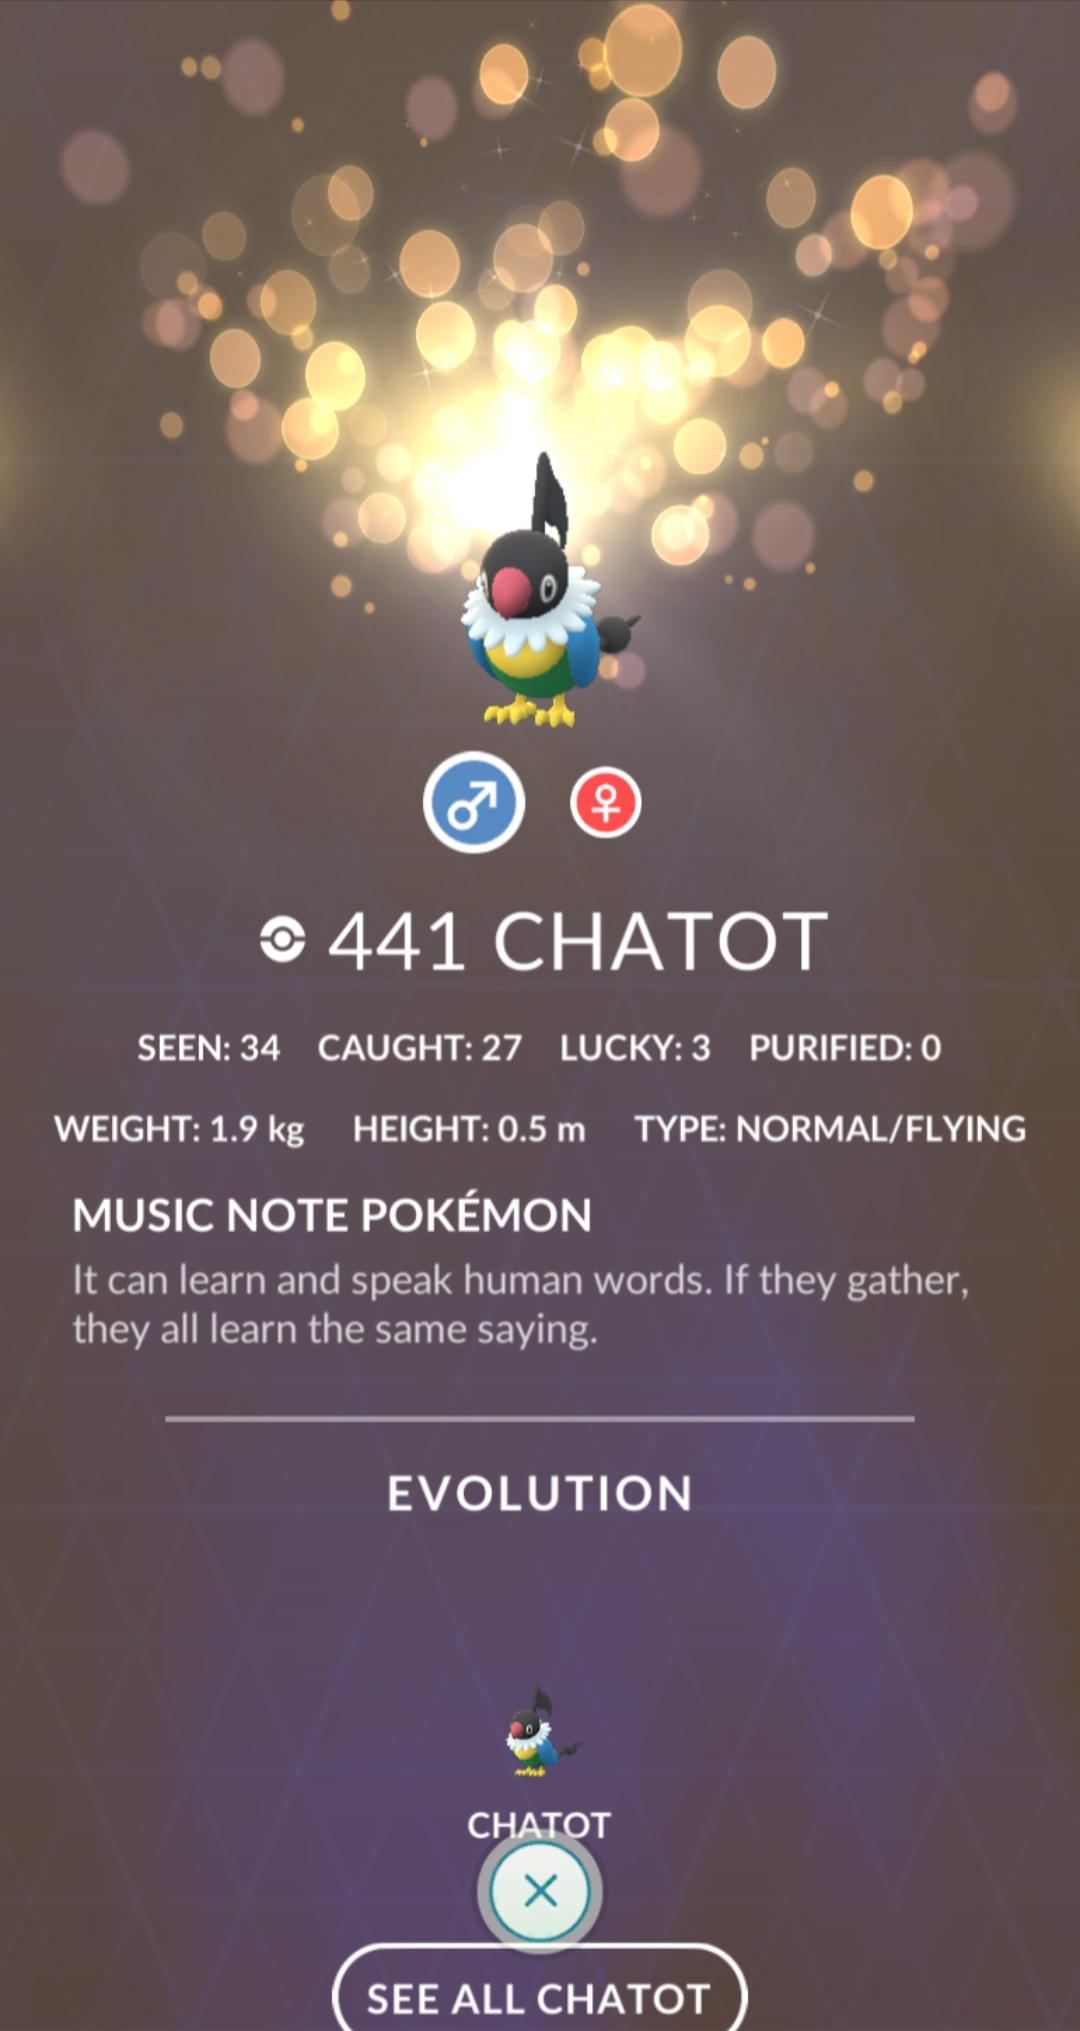 441 CHATOT
SEEN: 34 CAUGHT: 27 LUCKY: 3 PURIFIED: 0
WEIGHT: 1.9 kg HEIGHT: 0.5 m TYPE: NORMAL/FLYING
MUSIC NOTE POKÉMON
It can learn and speak human words. If they gather,
they all learn the same saying.
EVOLUTION
CHATOT
SEE ALL CHATOT